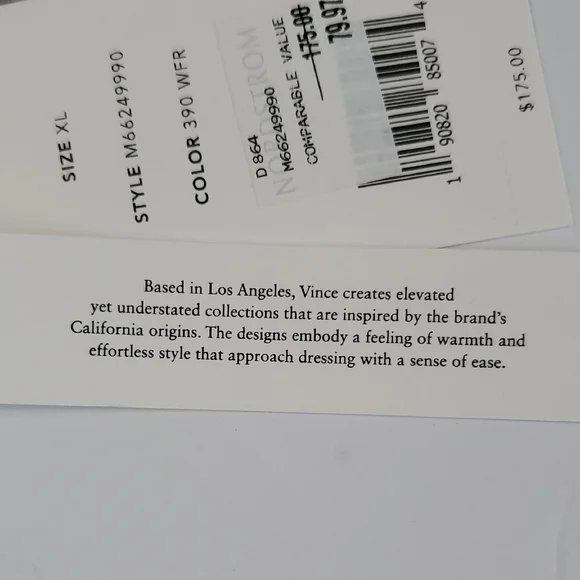 SIZE XL
STYLE M66249990
COLOR 390 WFR
NORDSTROM
D 864
M66249990
COMPARABLE VALUE
175.00
79.97
1 90820 85007 4
$175.00
Based in Los Angeles, Vince creates elevated
yet understated collections that are inspired by the brand's
California origins. The designs embody a feeling of warmth and
effortless style that approach dressing with a sense of ease.